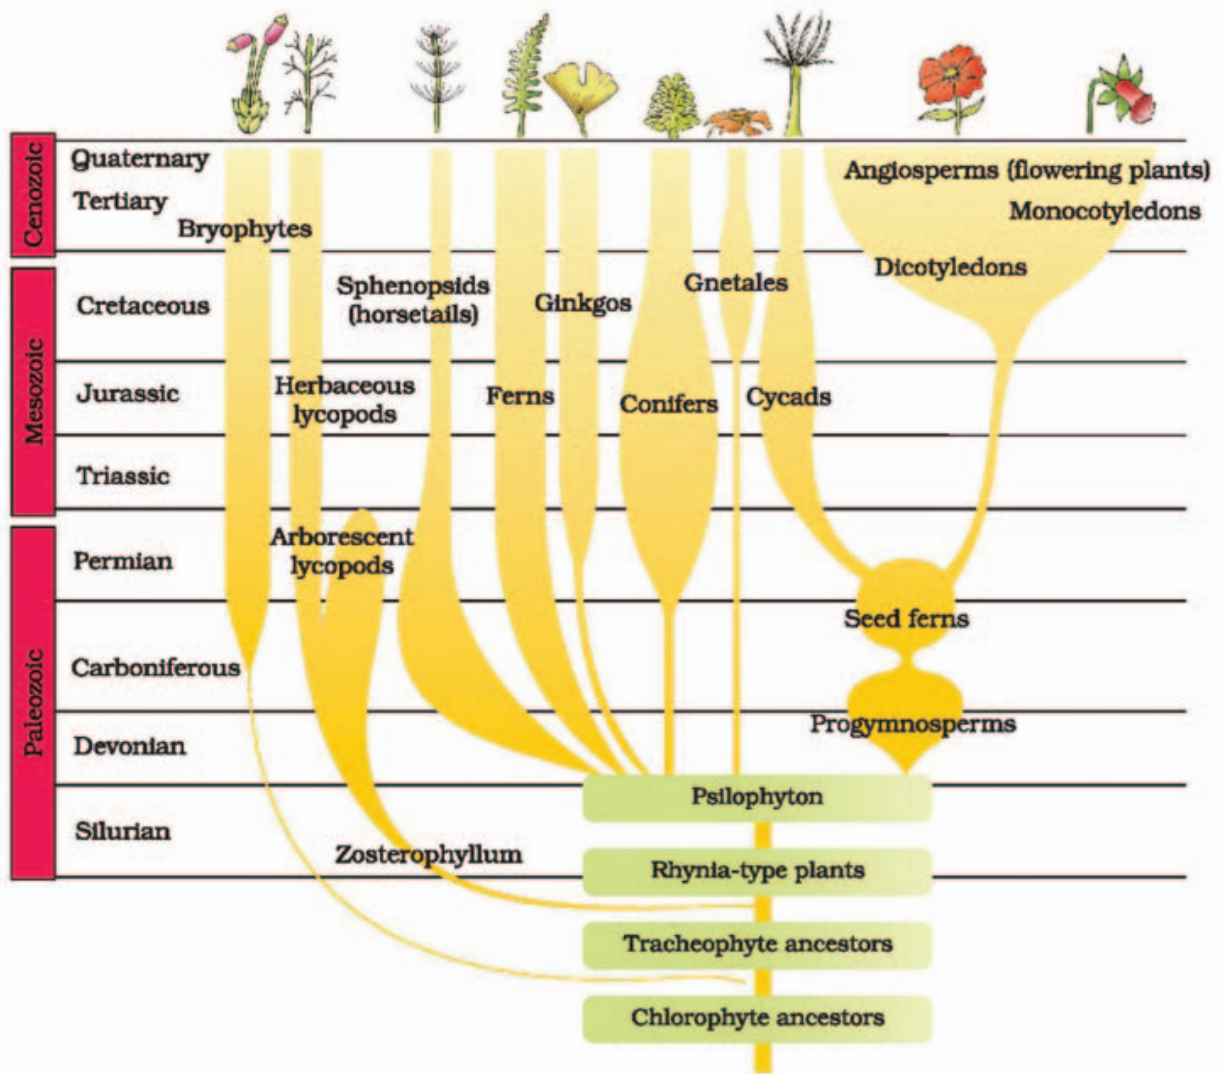 Cenozoic
Quaternary
Tertiary
Bryophytes
Angiosperms (flowering plants)
Monocotyledons
Dicotyledons
Mesozoic
Cretaceous
Sphenopsids
(horsetails)
Ginkgos
Gnetales
Jurassic
Herbaceous
lycopods
Ferns
Conifers
Cycads
Triassic
Paleozoic
Permian
Arborescent
lycopods
Seed ferns
Carboniferous
Progymnosperms
Devonian
Psilophyton
Silurian
Zosterophyllum
Rhynia-type plants
Tracheophyte ancestors
Chlorophyte ancestors